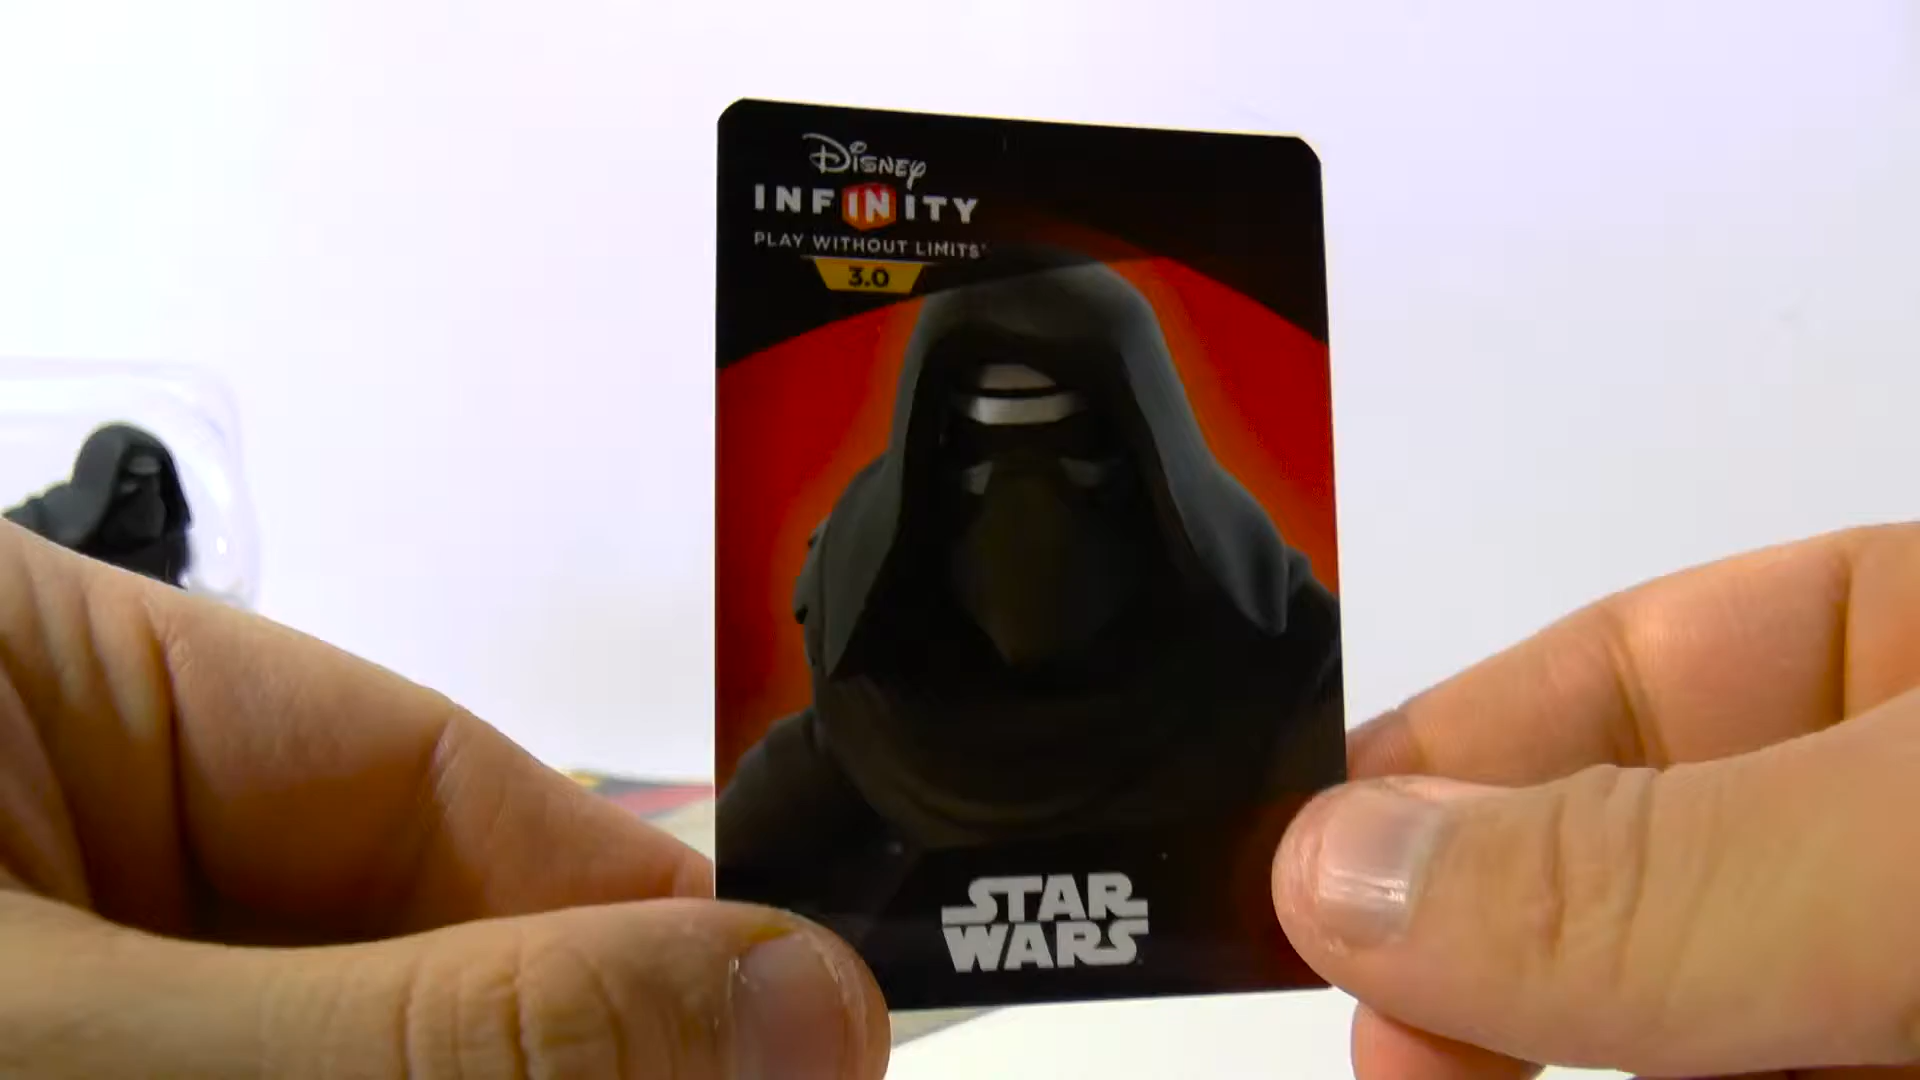 Disney
INFINITY
PLAY WITHOUT LIMITS
3.0
STAR
WARS